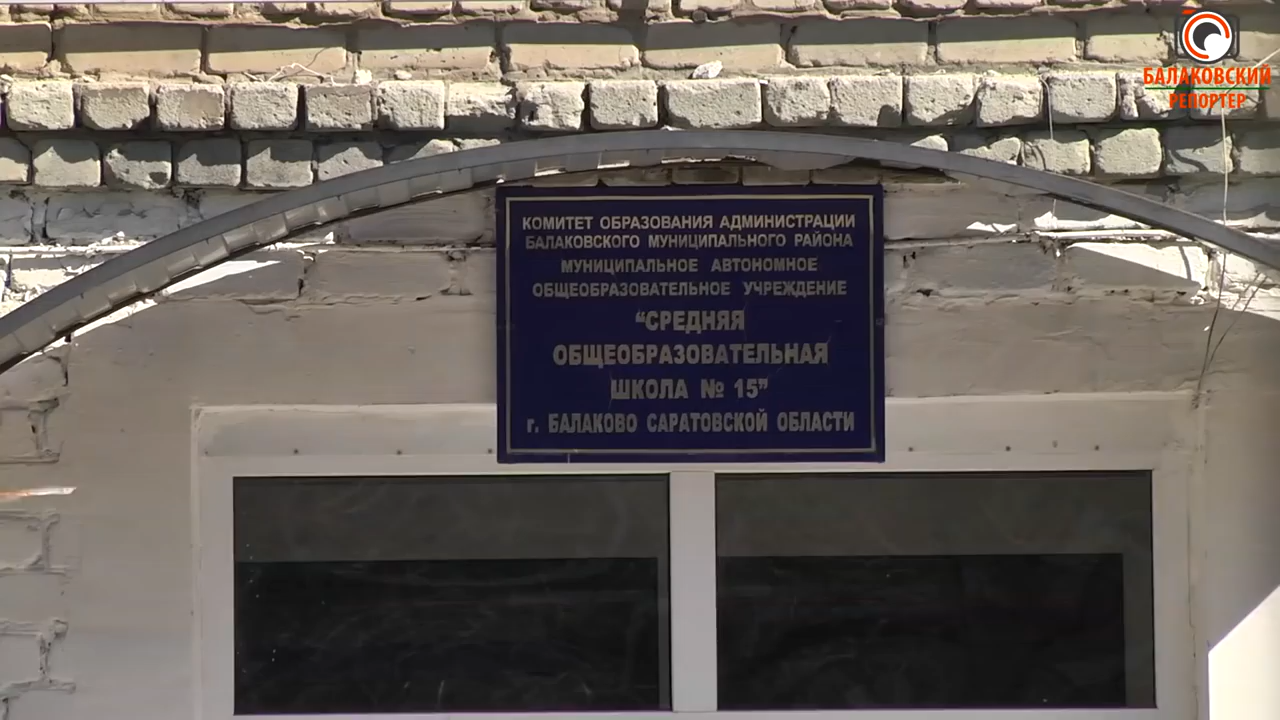 БАЛАКОВСКИЙ
РЕПОРТЕР
КОМИТЕТ ОБРАЗОВАНИЯ АДМИНИСТРАЦИИ
БАЛАКОВСКОГО МУНИЦИПАЛЬНОГО РАЙОНА
МУНИЦИПАЛЬНОЕ АВТОНОМНОЕ
ОБЩЕОБРАЗОВАТЕЛЬНОЕ УЧРЕЖДЕНИЕ
“СРЕДНЯЯ
ОБЩЕОБРАЗОВАТЕЛЬНАЯ
ШКОЛА № 15”
г. БАЛАКОВО САРАТОВСКОЙ ОБЛАСТИ